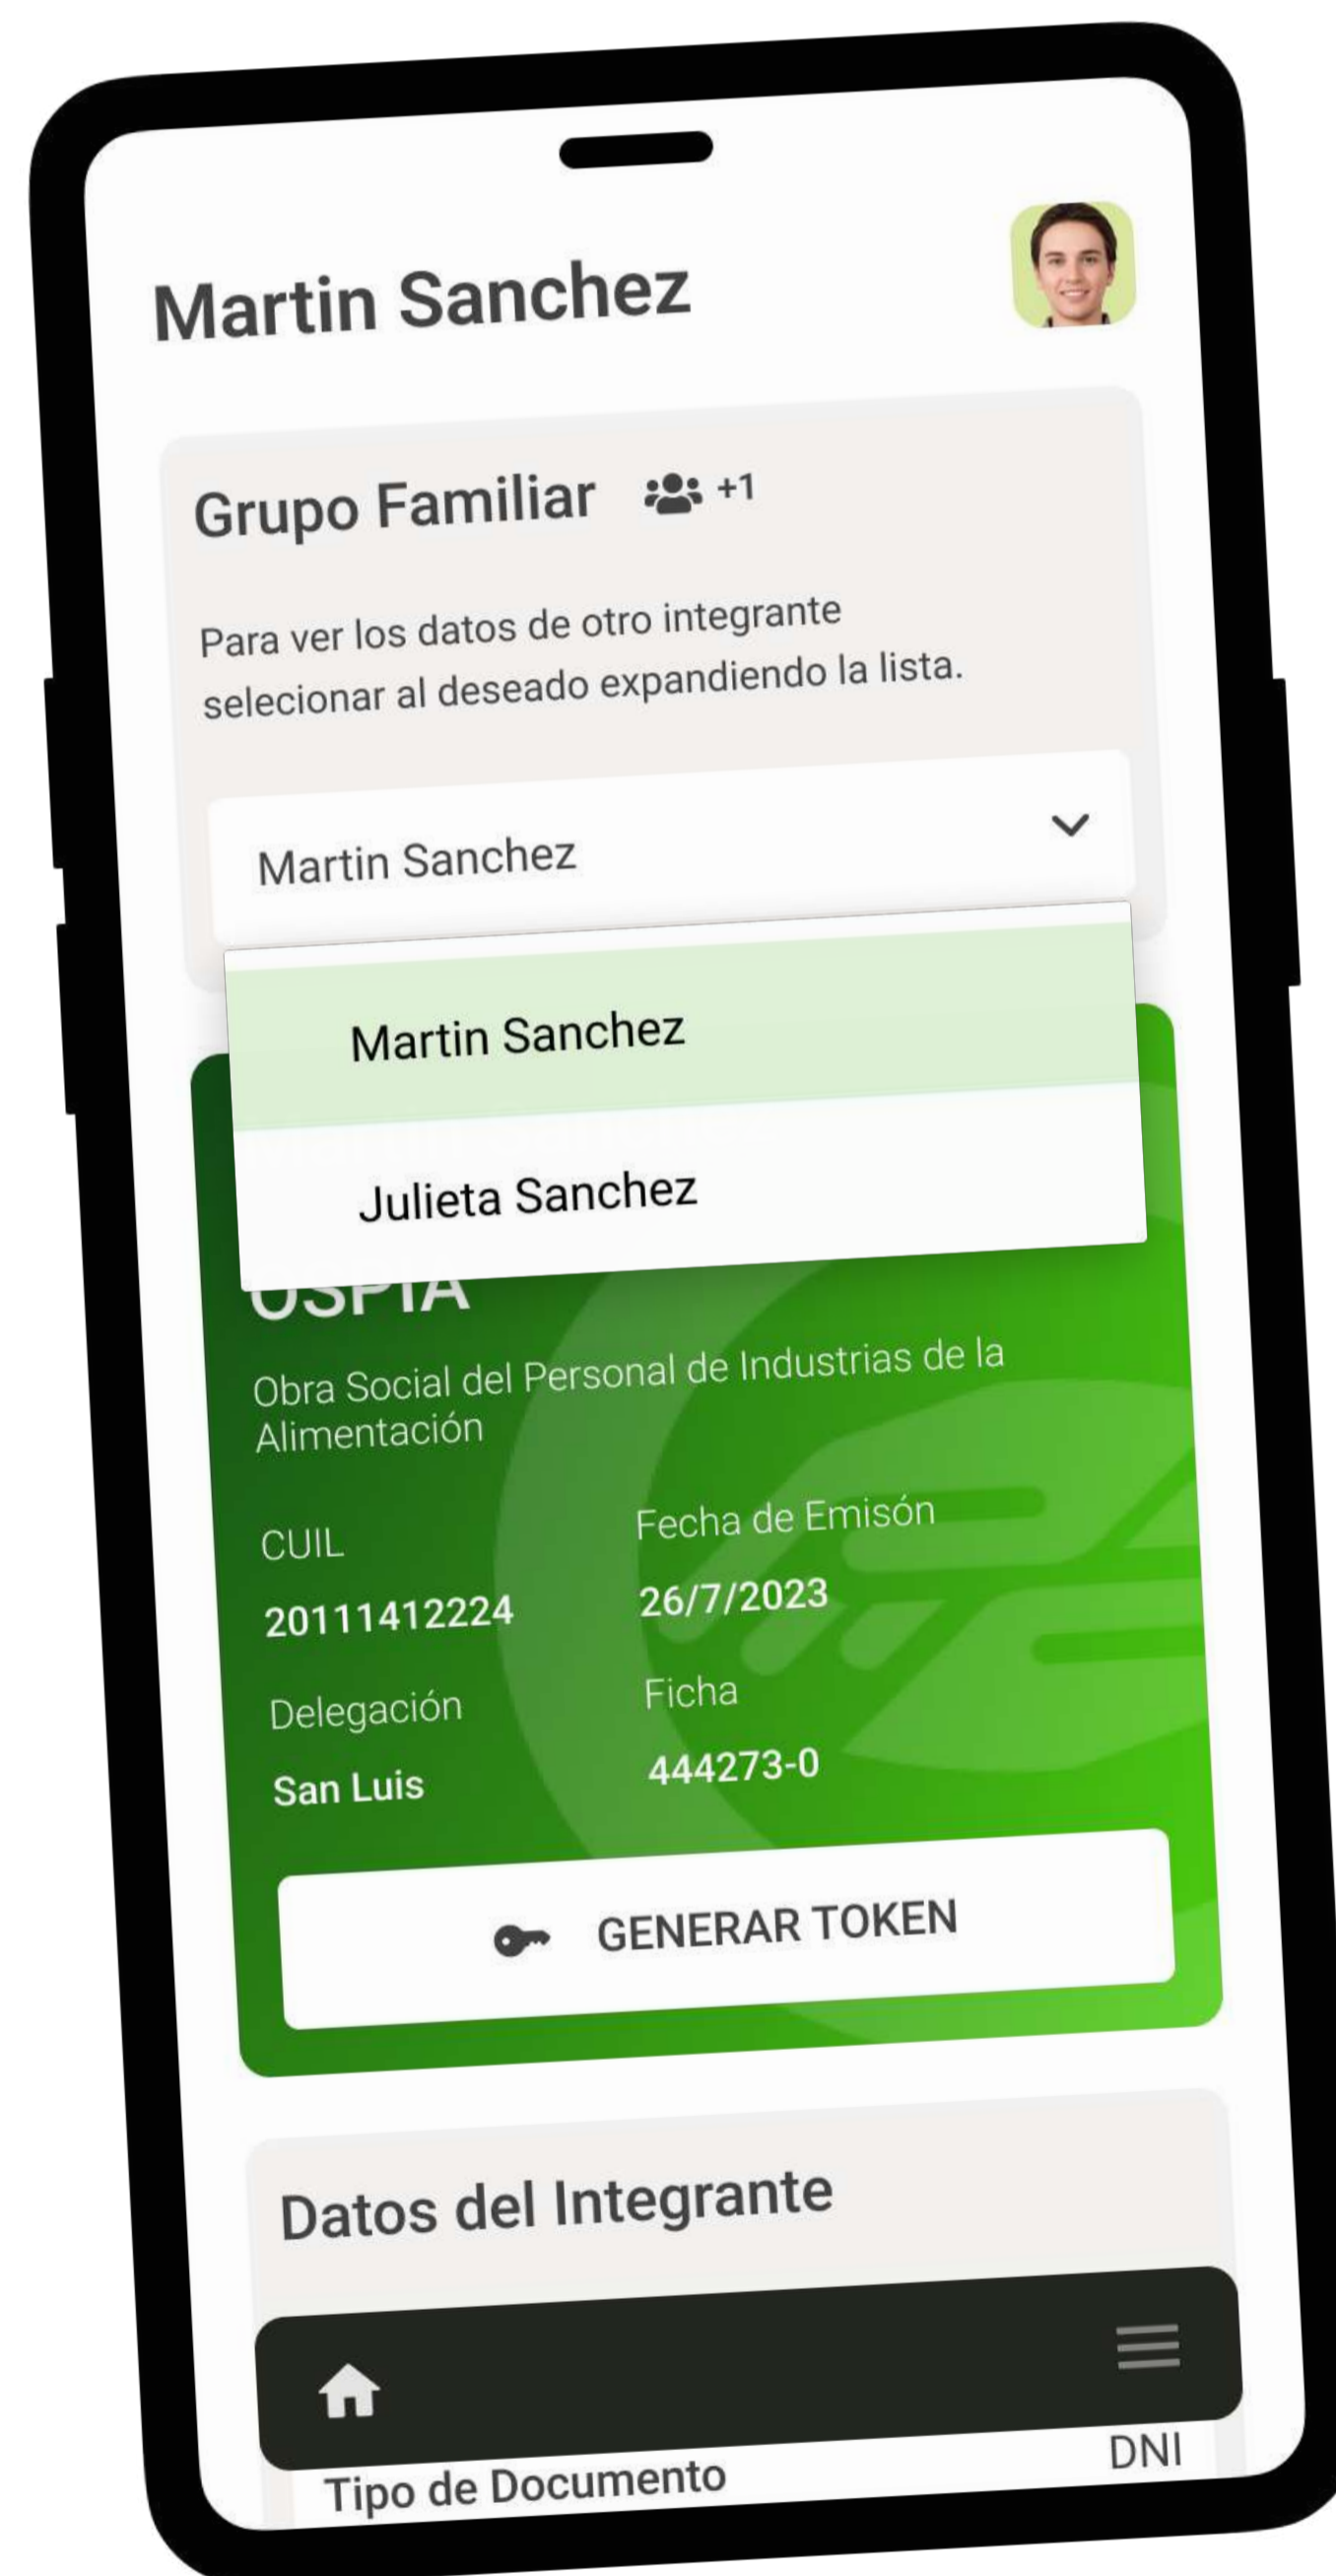 Martin Sanchez
Grupo Familiar +1
Para ver los datos de otro integrante
selecionar al deseado expandiendo la lista.
Martin Sanchez
Martin Sanchez
Julieta Sanchez
OSPIA
Obra Social del Personal de Industrias de la
Alimentación
CUIL
Fecha de Emisón
20111412224
26/7/2023
Delegación
Ficha
San Luis
444273-0
GENERAR TOKEN
Datos del Integrante
Tipo de Documento
DNI